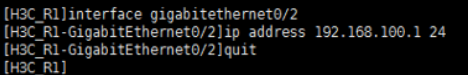 [H3C_R1]interface gigabitethernet0/2
[H3C_R1-GigabitEthernet0/2]ip address 192.168.100.1 24
[H3C_R1-GigabitEthernet0/2]quit
[H3C_R1]